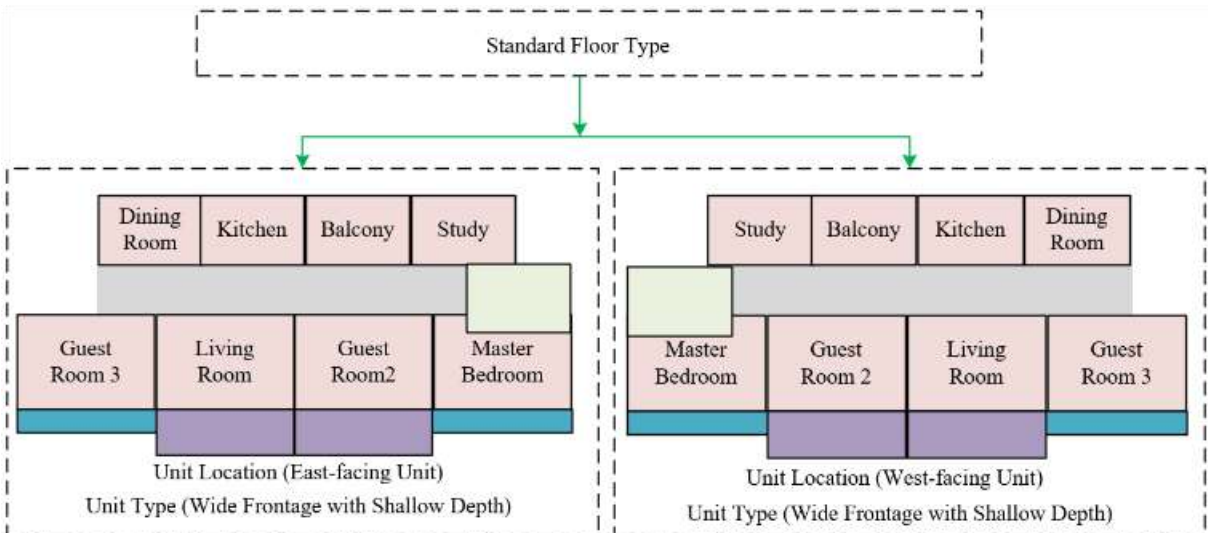 Standard Floor Type
Dining
Room
Kitchen
Balcony
Study
Guest
Room 3
Living
Room
Guest
Room2
Master
Bedroom
Unit Location (East-facing Unit)
Unit Type (Wide Frontage with Shallow Depth)
Study
Balcony
Kitchen
Dining
Room
Master
Bedroom
Guest
Room 2
Living
Room
Guest
Room 3
Unit Location (West-facing Unit)
Unit Type (Wide Frontage with Shallow Depth)